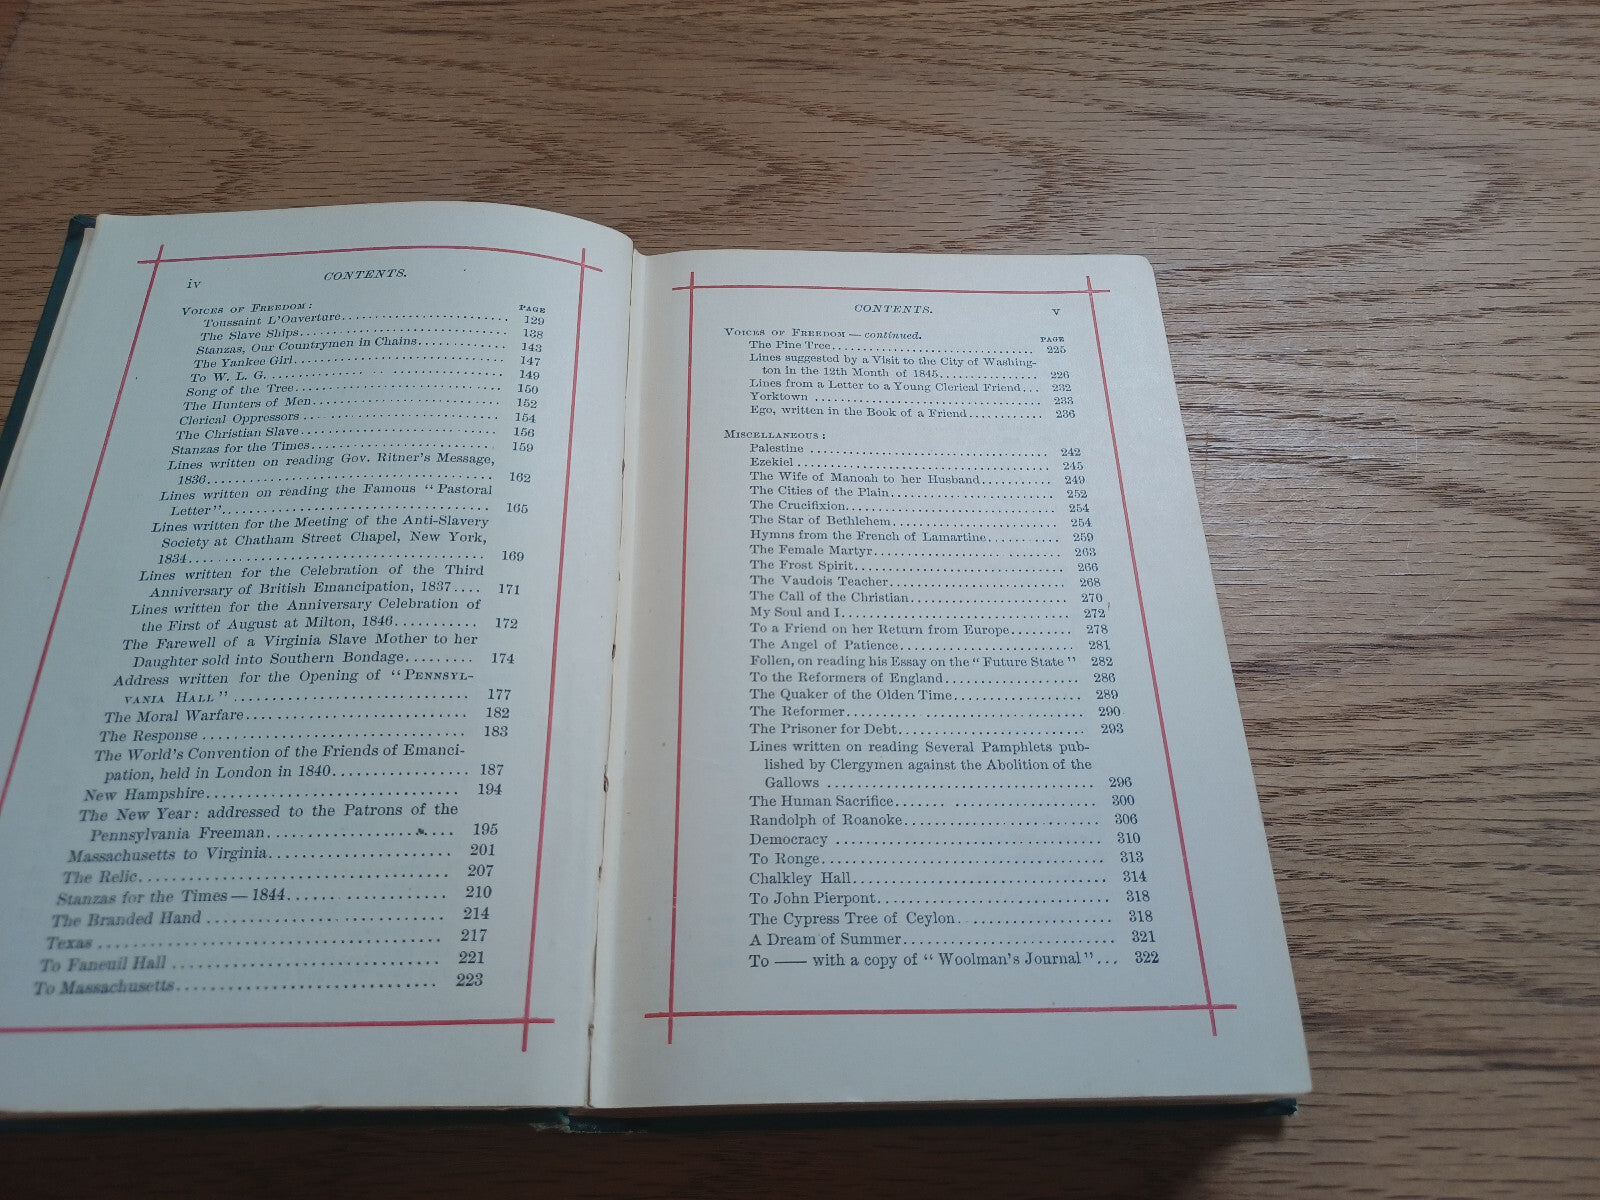 iv
CONTENTS.
VOICES OF FREEDOM:
PAGE
Toussaint L'Ouverture.......... 129
The Slave Ships.......... 138
Stanzas, Our Countrymen in Chains.......... 143
The Yankee Girl.......... 147
To W. L. G. .......... 149
Song of the Tree.......... 150
The Hunters of Men.......... 152
Clerical Oppressors.......... 154
The Christian Slave.......... 156
Stanzas for the Times.......... 159
Lines written on reading Gov. Ritner's Message,
1836.......... 162
Lines written on reading the Famous "Pastoral
Letter".......... 165
Lines written for the Meeting of the Anti-Slavery
Society at Chatham Street Chapel, New York,
1834.......... 169
Lines written for the Celebration of the Third
Anniversary of British Emancipation, 1837.... 171
Lines written for the Anniversary Celebration of
the First of August at Milton, 1846.......... 172
The Farewell of a Virginia Slave Mother to her
Daughter sold into Southern Bondage......... 174
Address written for the Opening of "PENNSYL-
VANIA HALL" .......... 177
The Moral Warfare.......... 182
The Response.......... 183
The World's Convention of the Friends of Emanci-
pation, held in London in 1840.......... 187
New Hampshire.......... 194
The New Year: addressed to the Patrons of the
Pennsylvania Freeman.......... 195
Massachusetts to Virginia.......... 201
The Relic.......... 207
Stanzas for the Times—1844.......... 210
The Branded Hand.......... 214
Texas.......... 217
To Faneuil Hall.......... 221
To Massachusetts.......... 223
CONTENTS.
v
VOICES OF FREEDOM—continued.
PAGE
The Pine Tree.......... 225
Lines suggested by a Visit to the City of Washing-
ton in the 12th Month of 1845.......... 226
Lines from a Letter to a Young Clerical Friend... 232
Yorktown.......... 233
Ego, written in the Book of a Friend.......... 236
MISCELLANEOUS:
Palestine.......... 242
Ezekiel.......... 245
The Wife of Manoah to her Husband.......... 249
The Cities of the Plain.......... 252
The Crucifixion.......... 254
The Star of Bethlehem.......... 254
Hymns from the French of Lamartine.......... 259
The Female Martyr.......... 263
The Frost Spirit.......... 266
The Vaudois Teacher.......... 268
The Call of the Christian.......... 270
My Soul and I.......... 272
To a Friend on her Return from Europe......... 278
The Angel of Patience.......... 281
Follen, on reading his Essay on the "Future State" 282
To the Reformers of England.......... 286
The Quaker of the Olden Time.......... 289
The Reformer.......... 290
The Prisoner for Debt.......... 293
Lines written on reading Several Pamphlets pub-
lished by Clergymen against the Abolition of the
Gallows.......... 296
The Human Sacrifice.......... 300
Randolph of Roanoke.......... 306
Democracy.......... 310
To Ronge.......... 313
Chalkley Hall.......... 314
To John Pierpont.......... 318
The Cypress Tree of Ceylon.......... 318
A Dream of Summer.......... 321
To —— with a copy of "Woolman's Journal"... 322